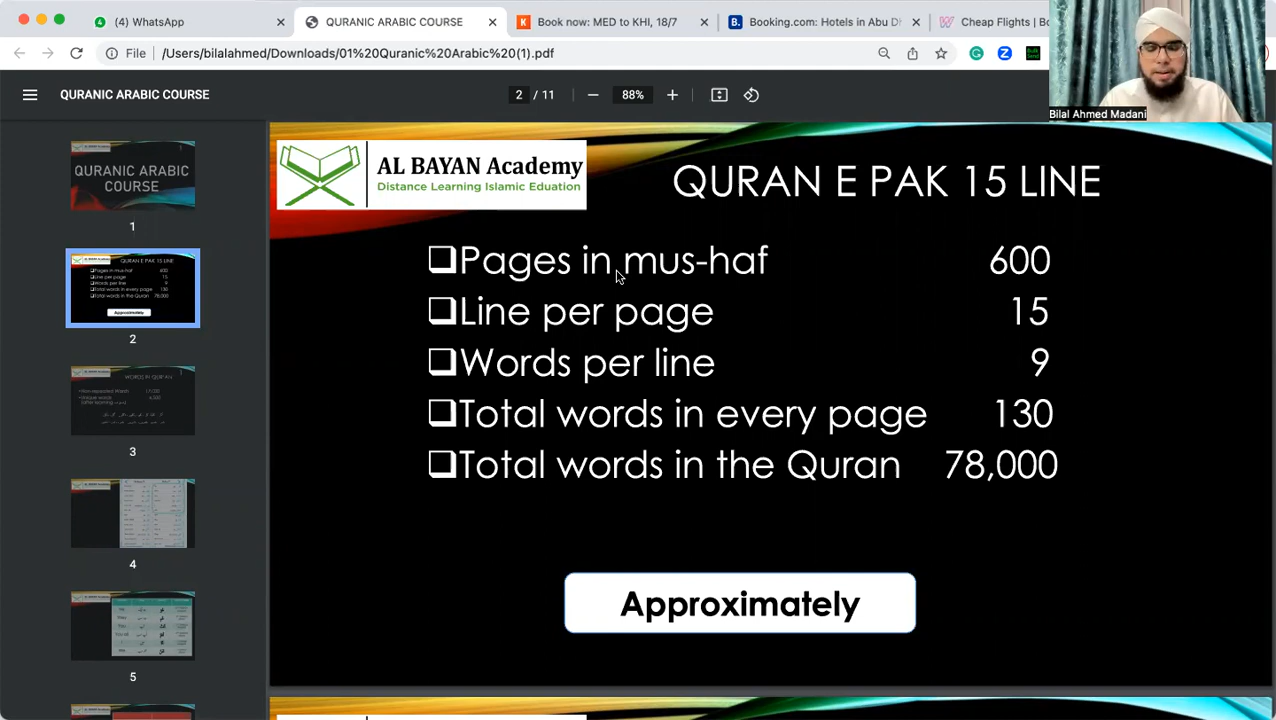 (4) WhatsApp
QURANIC ARABIC COURSE
Book now: MED to KHI, 18/7
Booking.com: Hotels in Abu Dh
Cheap Flights | Bo
File
/Users/bilalahmed/Downloads/01%20Quranic%20Arabic%20(1).pdf
QURANIC ARABIC COURSE
2 / 11
88%
Bilal Ahmed Madani
QURANIC ARABIC
COURSE
1
2
3
4
5
AL BAYAN Academy
Distance Learning Islamic Eduation
QURAN E PAK 15 LINE
Pages in mus-haf 600
Line per page 15
Words per line 9
Total words in every page 130
Total words in the Quran 78,000
Approximately